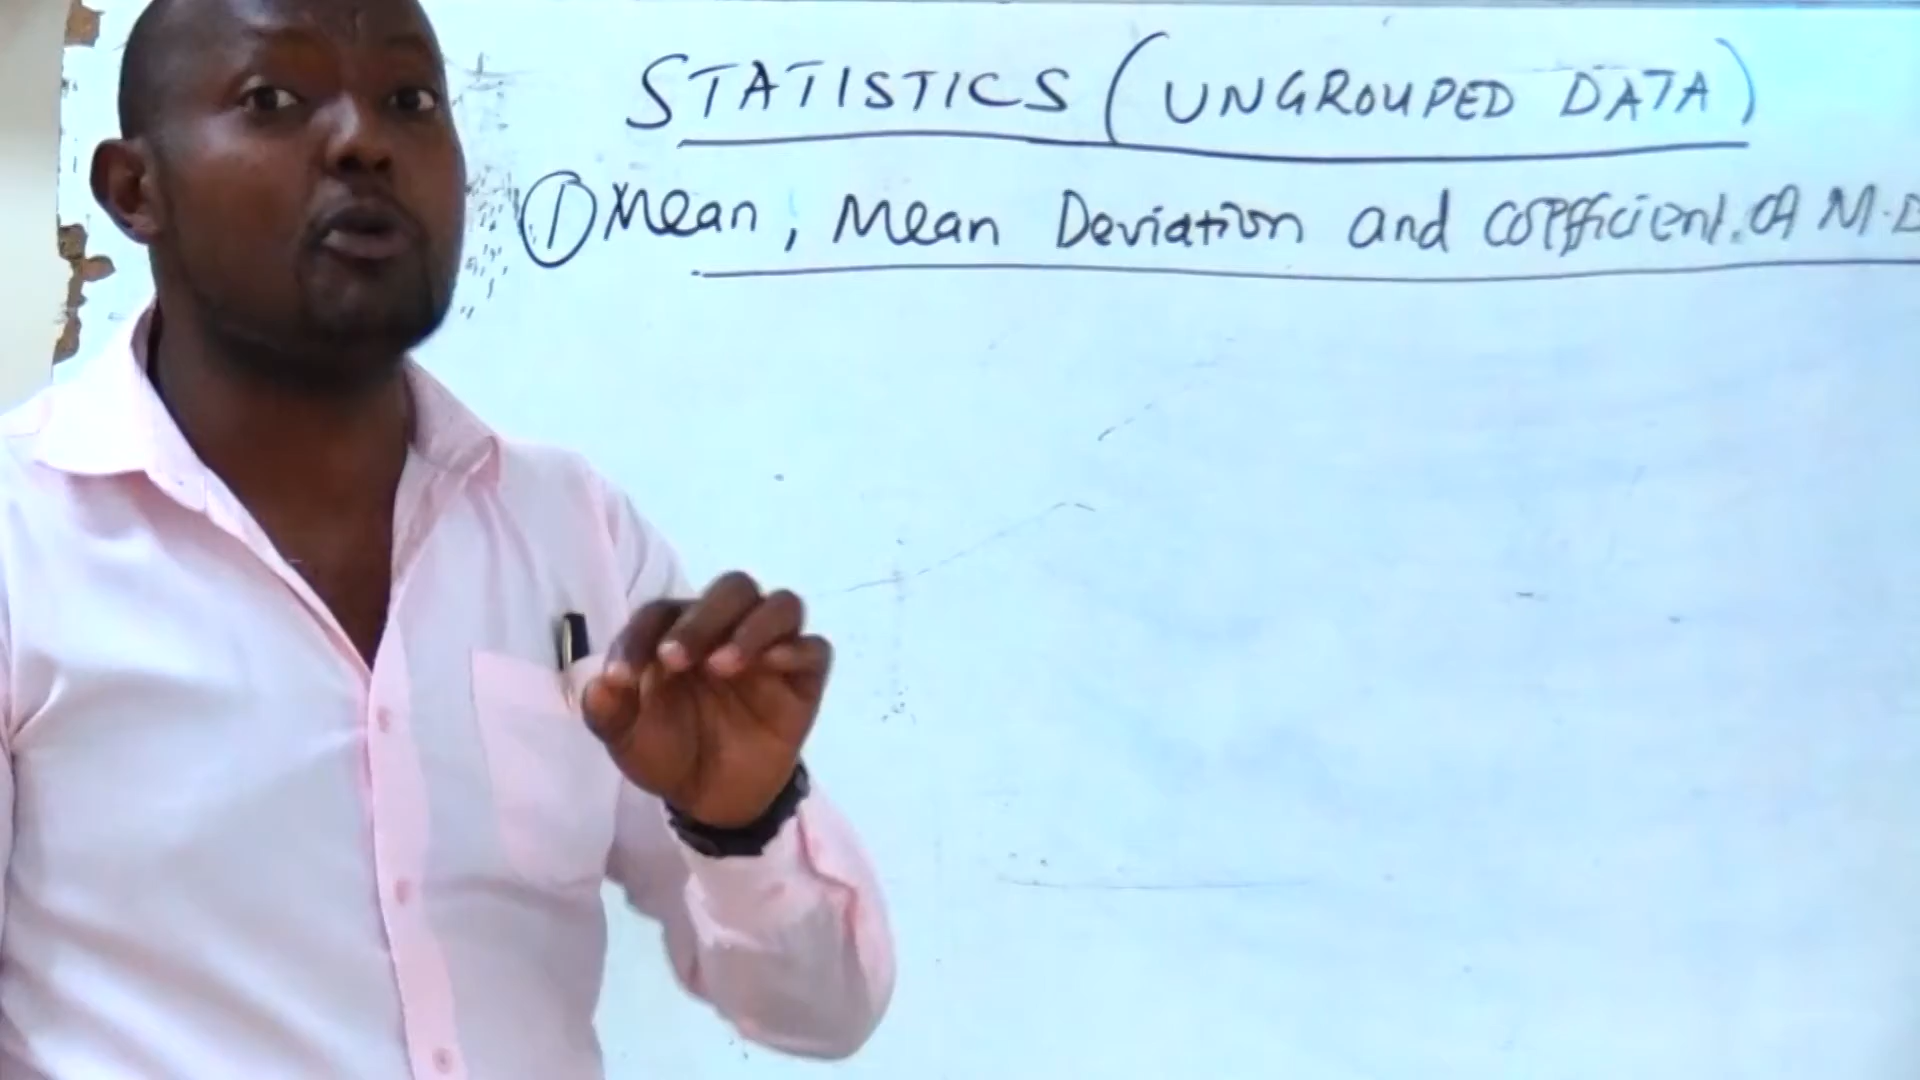 STATISTICS (UNGROUPED DATA)
① Mean, Mean Deviation and coefficient of M.D